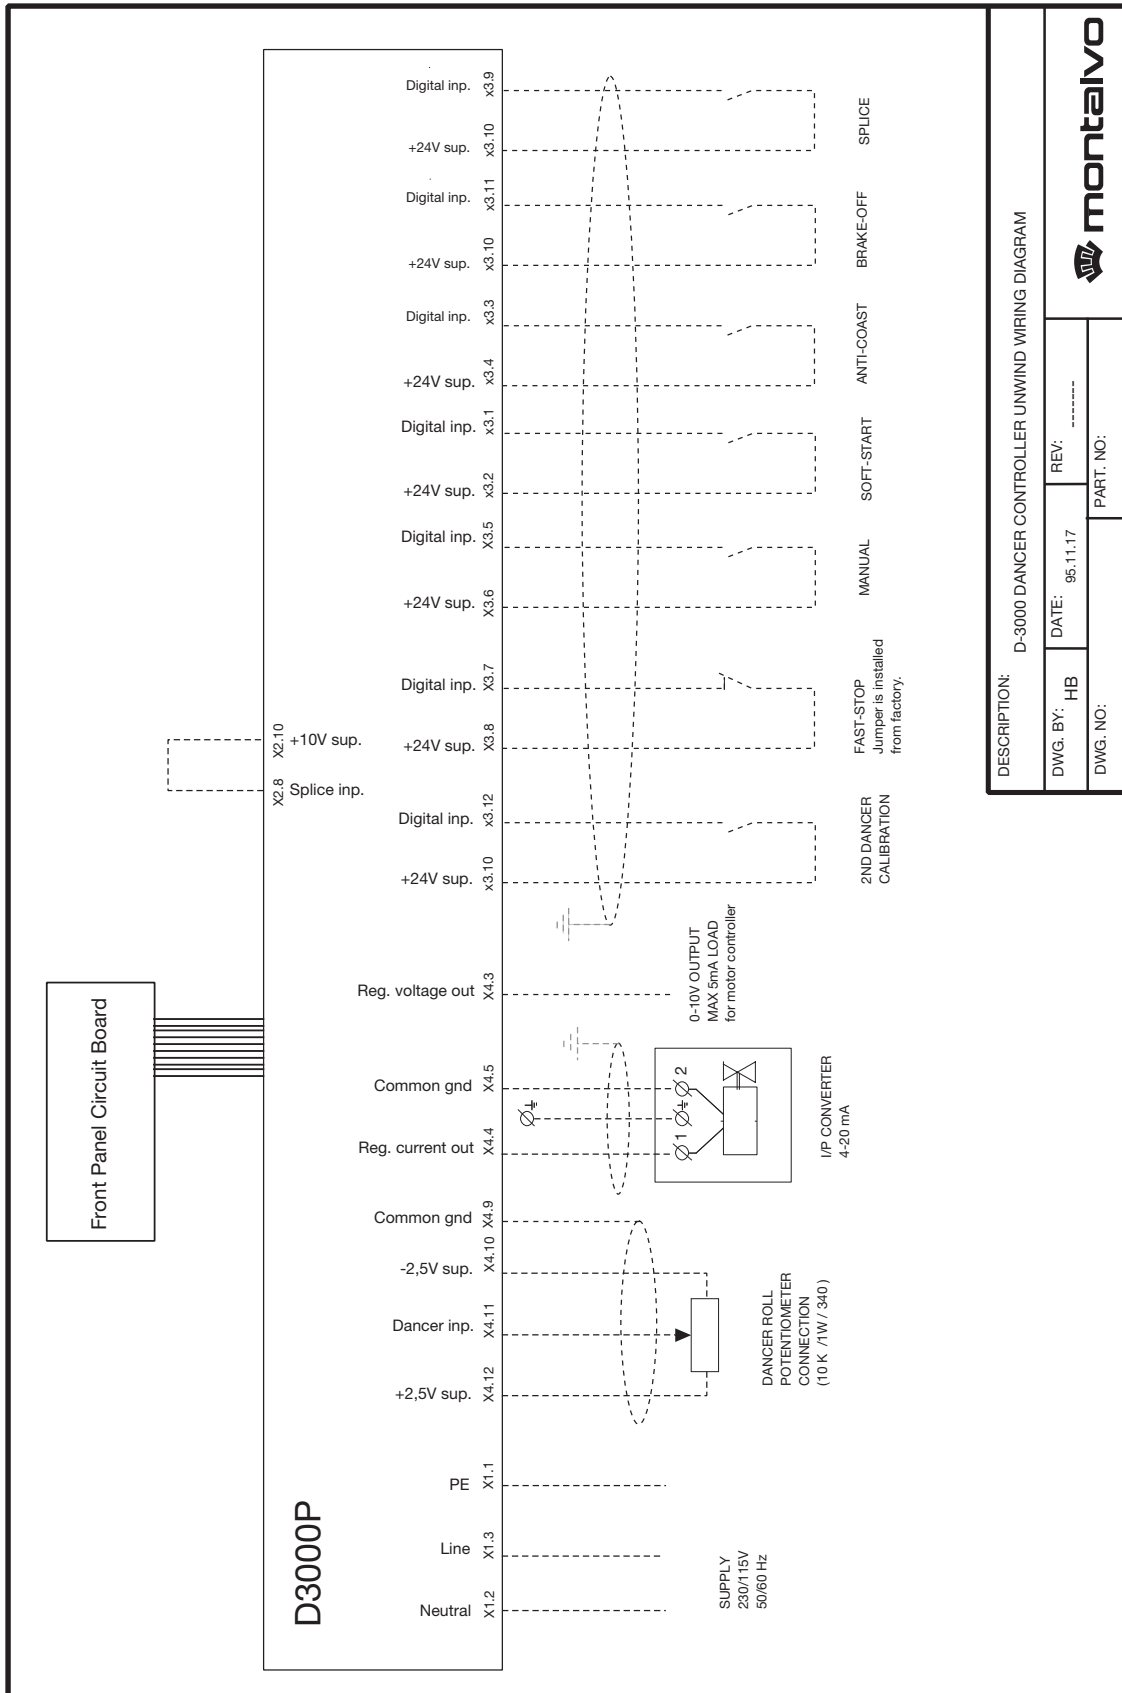 Digital inp. x3.9
+24V sup. x3.10
SPLICE
Digital inp. x3.11
+24V sup. x3.10
BRAKE-OFF
Digital inp. x3.3
+24V sup. x3.4
ANTI-COAST
Digital inp. x3.1
+24V sup. x3.2
SOFT-START
Digital inp. X3.5
+24V sup. X3.6
MANUAL
Digital inp. X3.7
+24V sup. X3.8
FAST-STOP
Jumper is installed
from factory.
X2.10 +10V sup.
X2.8 Splice inp.
Digital inp. x3.12
+24V sup. x3.10
2ND DANCER
CALIBRATION
Front Panel Circuit Board
Reg. voltage out X4.3
0-10V OUTPUT
MAX 5mA LOAD
for motor controller
Common gnd X4.5
2
Reg. current out X4.4
1
I/P CONVERTER
4-20 mA
Common gnd X4.9
-2,5V sup. X4.10
Dancer inp. X4.11
+2,5V sup. X4.12
DANCER ROLL
POTENTIOMETER
CONNECTION
(10 K /1W / 340 )
PE X1.1
Line X1.3
Neutral X1.2
SUPPLY
230/115V
50/60 Hz
D3000P
DESCRIPTION:
D-3000 DANCER CONTROLLER UNWIND WIRING DIAGRAM
DWG. BY: HB
DATE: 95.11.17
REV: --------
DWG. NO:
PART. NO:
montalvo